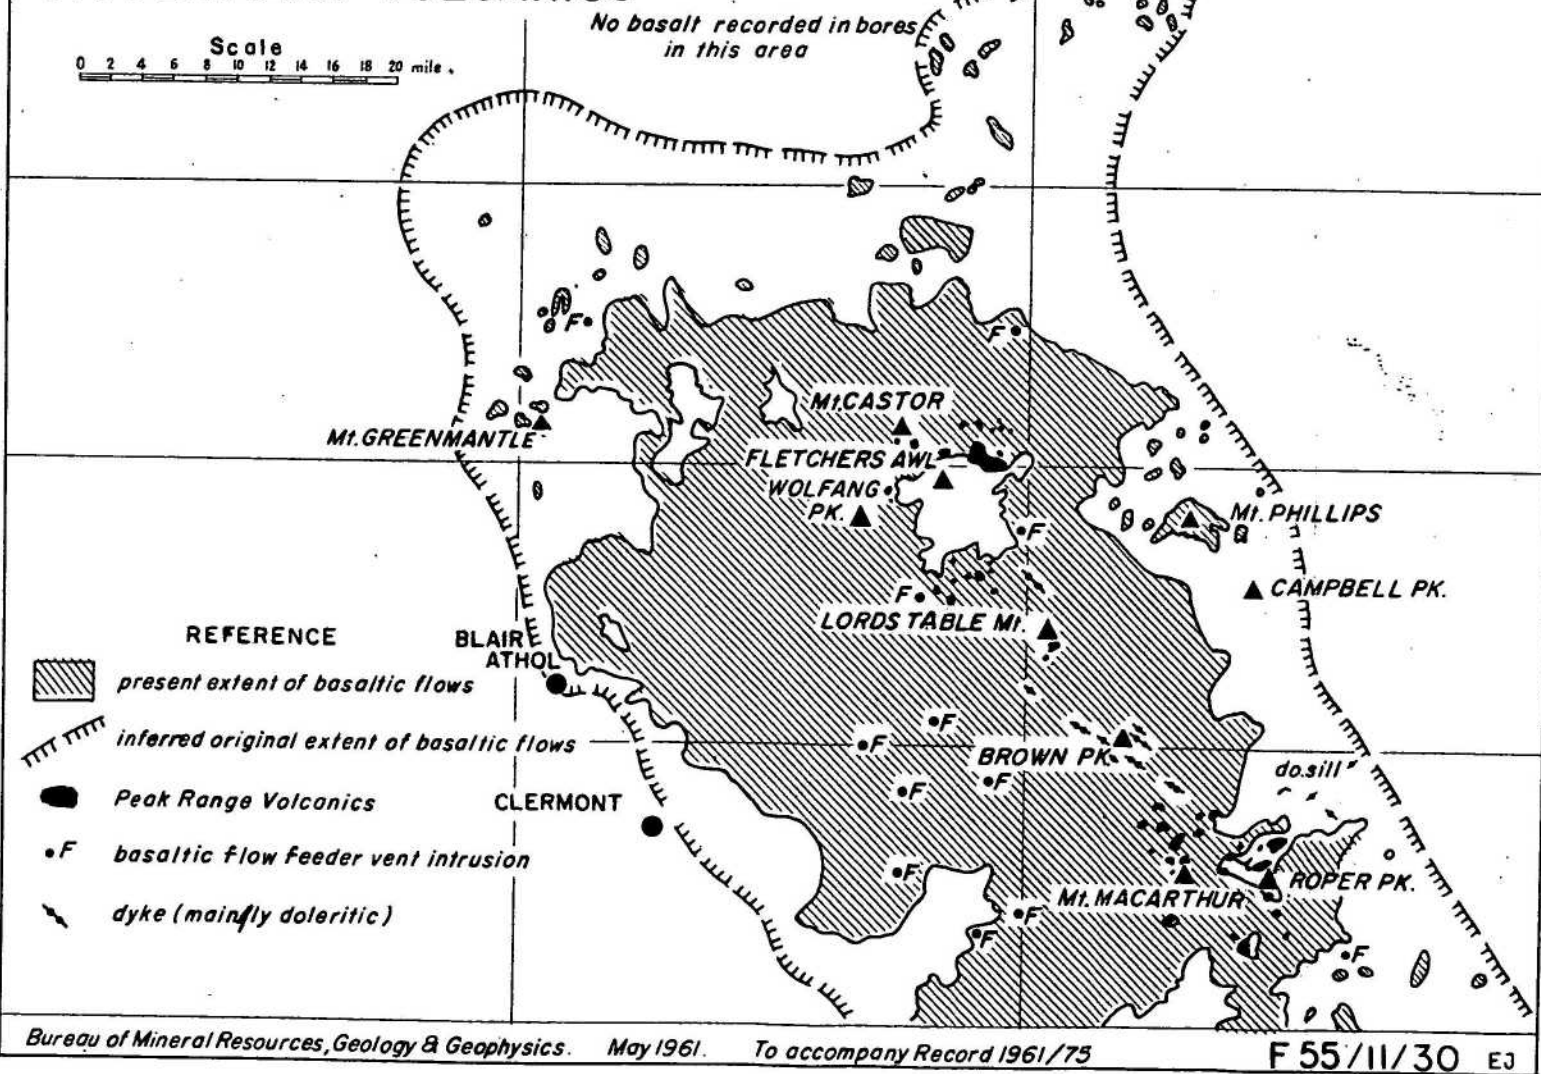 No basalt recorded in bores
in this area
Scale
0 2 4 6 8 10 12 14 16 18 20 mile.
F
F
Mt. CASTOR
Mt. GREENMANTLE
FLETCHERS AWL
WOLFANG
PK.
Mt. PHILLIPS
F
CAMPBELL PK.
F
LORDS TABLE Mt.
REFERENCE
BLAIR
ATHOL
present extent of basaltic flows
F
inferred original extent of basaltic flows
F
BROWN PK.
F
do.sill
F
Peak Range Volcanics
CLERMONT
F basaltic flow feeder vent intrusion
F
ROPER PK.
Mt. MACARTHUR
dyke (mainly doleritic)
F
F
F
Bureau of Mineral Resources, Geology & Geophysics. May 1961. To accompany Record 1961/75
F 55/11/30 EJ